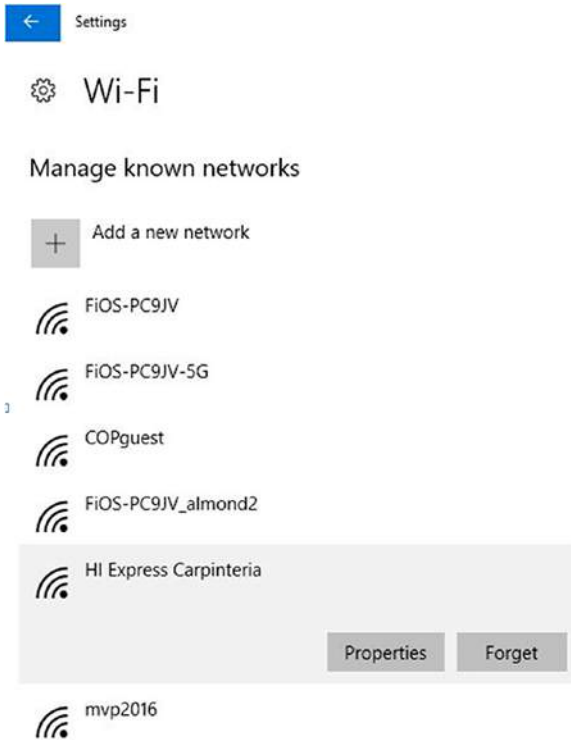 Settings
Wi-Fi
Manage known networks
Add a new network
FiOS-PC9JV
FiOS-PC9JV-5G
COPguest
FiOS-PC9JV_almond2
HI Express Carpinteria
Properties Forget
mvp2016